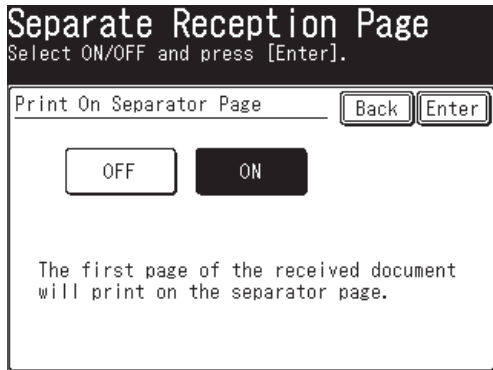 Separate Reception Page
Select ON/OFF and press [Enter].
Print On Separator Page Back Enter
OFF ON
The first page of the received document
will print on the separator page.